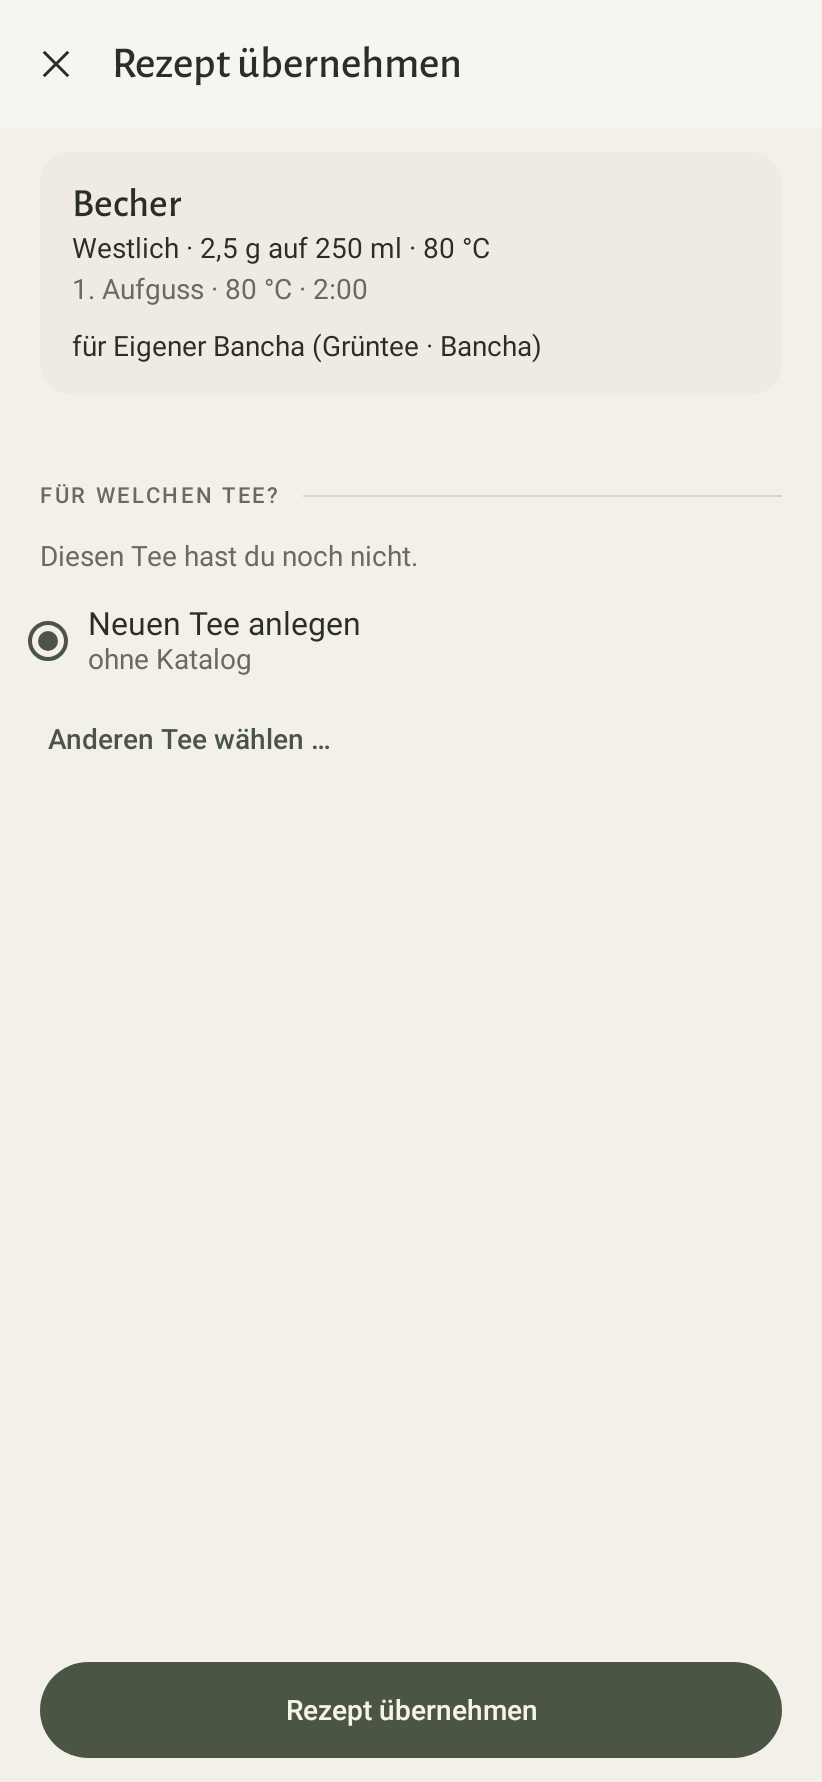 Rezept übernehmen
Becher
Westlich · 2,5 g auf 250 ml · 80 °C
1. Aufguss · 80 °C · 2:00
für Eigener Bancha (Grüntee · Bancha)
FÜR WELCHEN TEE?
Diesen Tee hast du noch nicht.
Neuen Tee anlegen
ohne Katalog
Anderen Tee wählen …
Rezept übernehmen